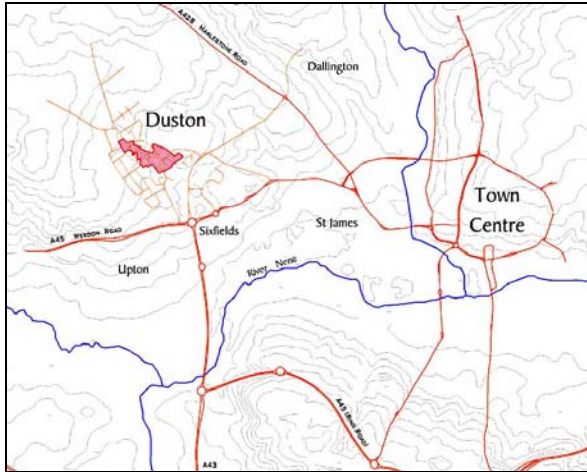 A428 HARLESTONE ROAD
Dallington
Duston
Town
Centre
St James
Sixfields
A45 WEEDON ROAD
Upton
River Nene
A45 (RING ROAD)
A43